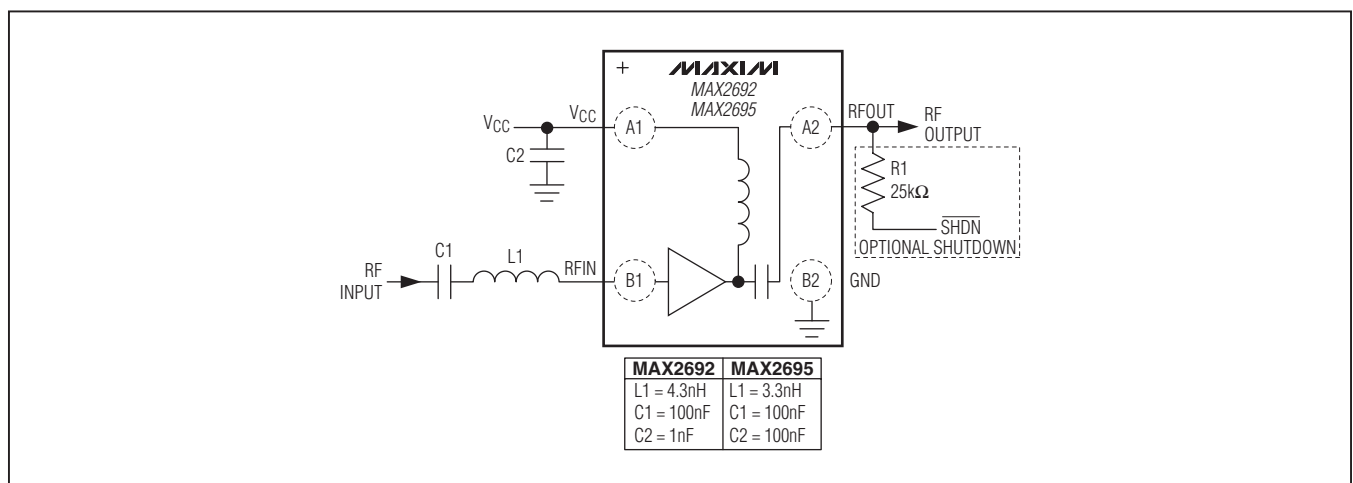 + MAXIM
MAX2692
MAX2695
VCC
VCC
A1
A2
RFOUT
RF
OUTPUT
C2
R1
25kΩ
SHDN
OPTIONAL SHUTDOWN
C1
L1
RFIN
RF
INPUT
B1
B2
GND
MAX2692 MAX2695
L1 = 4.3nH L1 = 3.3nH
C1 = 100nF C1 = 100nF
C2 = 1nF C2 = 100nF